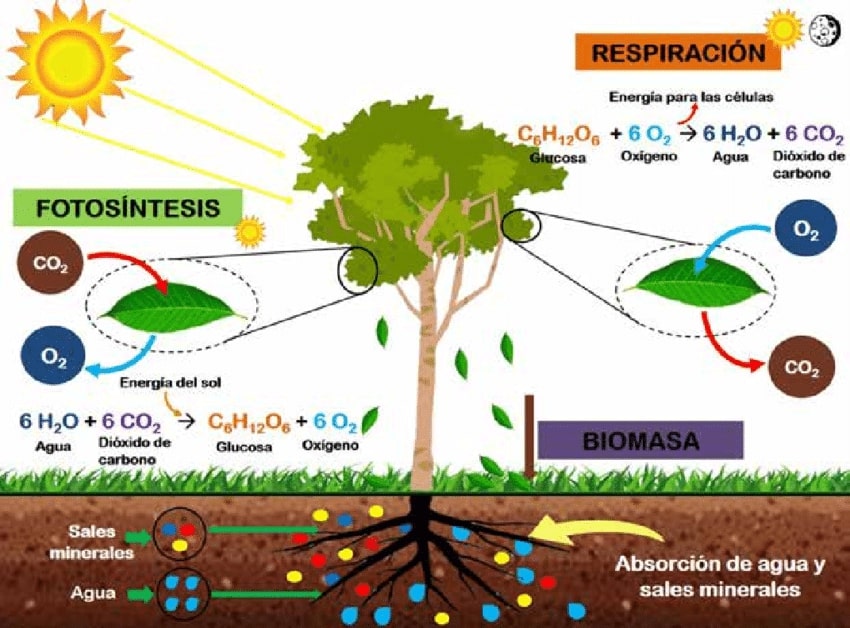 RESPIRACIÓN
Energía para las células
C₆H₁₂O₆ + 6 O₂ → 6 H₂O + 6 CO₂
Glucosa Oxígeno Agua Dióxido de
carbono
FOTOSÍNTESIS
CO₂
O₂
Energía del sol
6 H₂O + 6 CO₂ → C₆H₁₂O₆ + 6 O₂
Agua Dióxido de Glucosa Oxígeno
carbono
O₂
CO₂
BIOMASA
Sales
minerales
Agua
Absorción de agua y
sales minerales